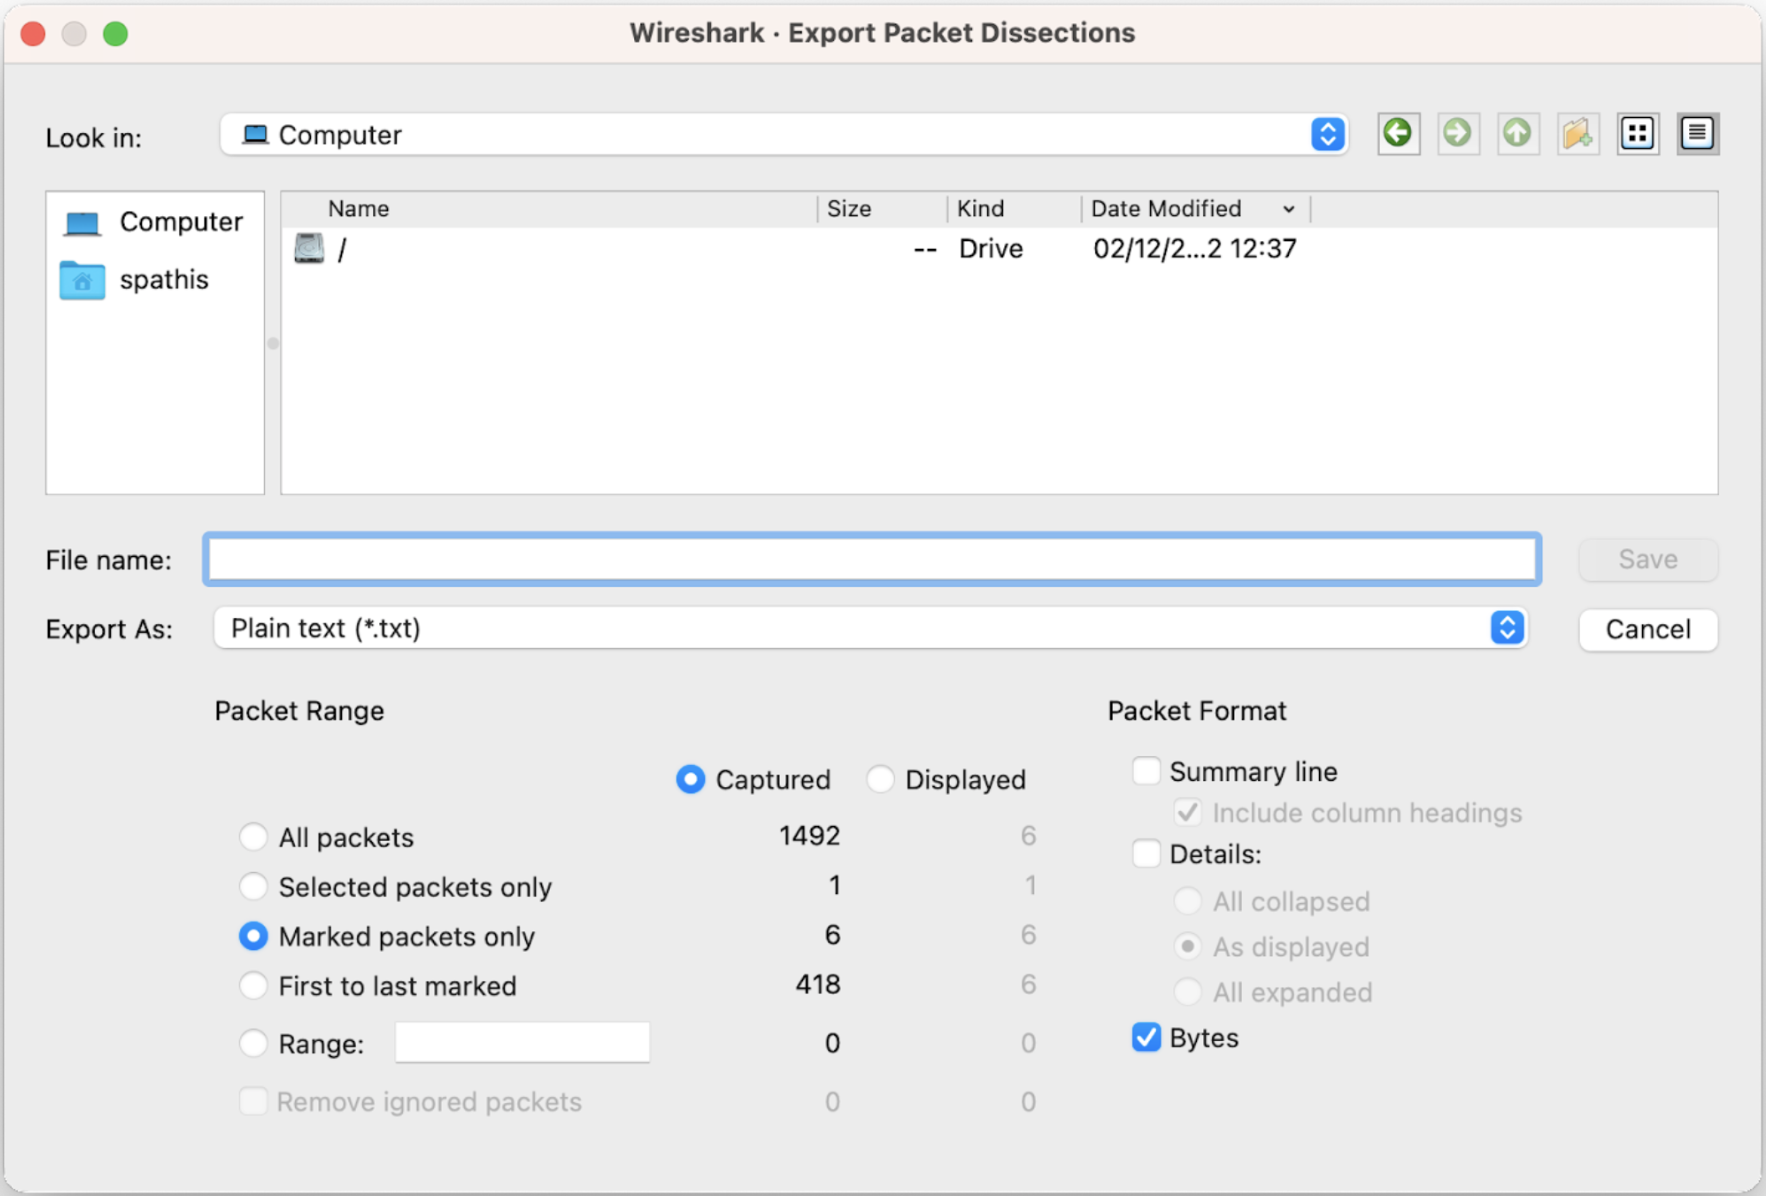 Wireshark · Export Packet Dissections
Look in: Computer
Computer
spathis
Name Size Kind Date Modified
/ -- Drive 02/12/2...2 12:37
File name: Save
Export As: Plain text (*.txt) Cancel
Packet Range Packet Format
Captured Displayed
All packets 1492 6
Selected packets only 1 1
Marked packets only 6 6
First to last marked 418 6
Range: 0 0
Remove ignored packets 0 0
Summary line
Include column headings
Details:
All collapsed
As displayed
All expanded
Bytes